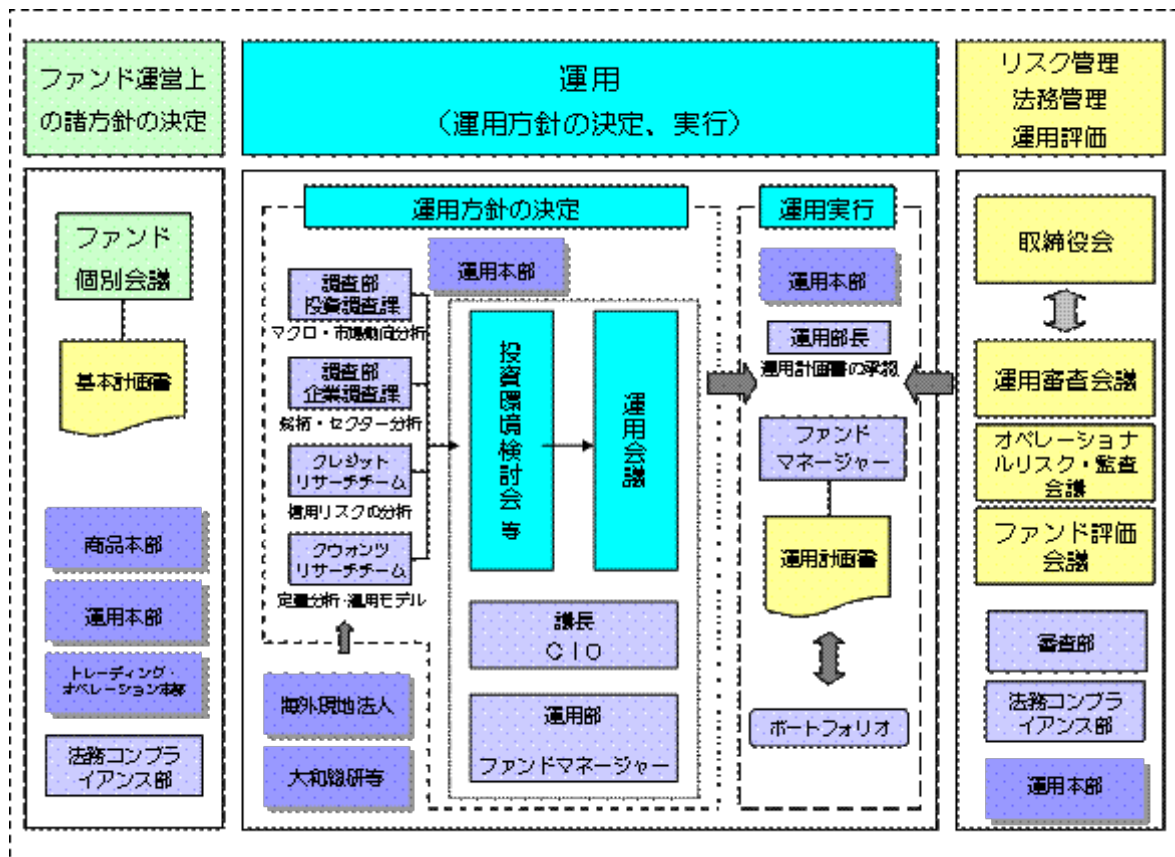 ファンド運営上
の諸方針の決定
運用
（運用方針の決定、実行）
リスク管理
法務管理
運用評価
ファンド
個別会議
基本計画書
商品本部
運用本部
トレーディング・
オペレーション本部
法務コンプラ
イアンス部
運用方針の決定
運用本部
調査部
投資調査課
マクロ・市場動向分析
調査部
企業調査課
銘柄・セクター分析
クレジット
リサーチチーム
信用リスクの分析
クウォンツ
リサーチチーム
定量分析・運用モデル
海外現地法人
大和総研等
投資環境検討会 等
運用会議
議長
ＣＩＯ
運用部
ファンドマネージャー
運用実行
運用本部
運用部長
運用計画書の承認
ファンド
マネージャー
運用計画書
ポートフォリオ
取締役会
運用審査会議
オペレーショナ
ルリスク・監査
会議
ファンド評価
会議
審査部
法務コンプラ
イアンス部
運用本部